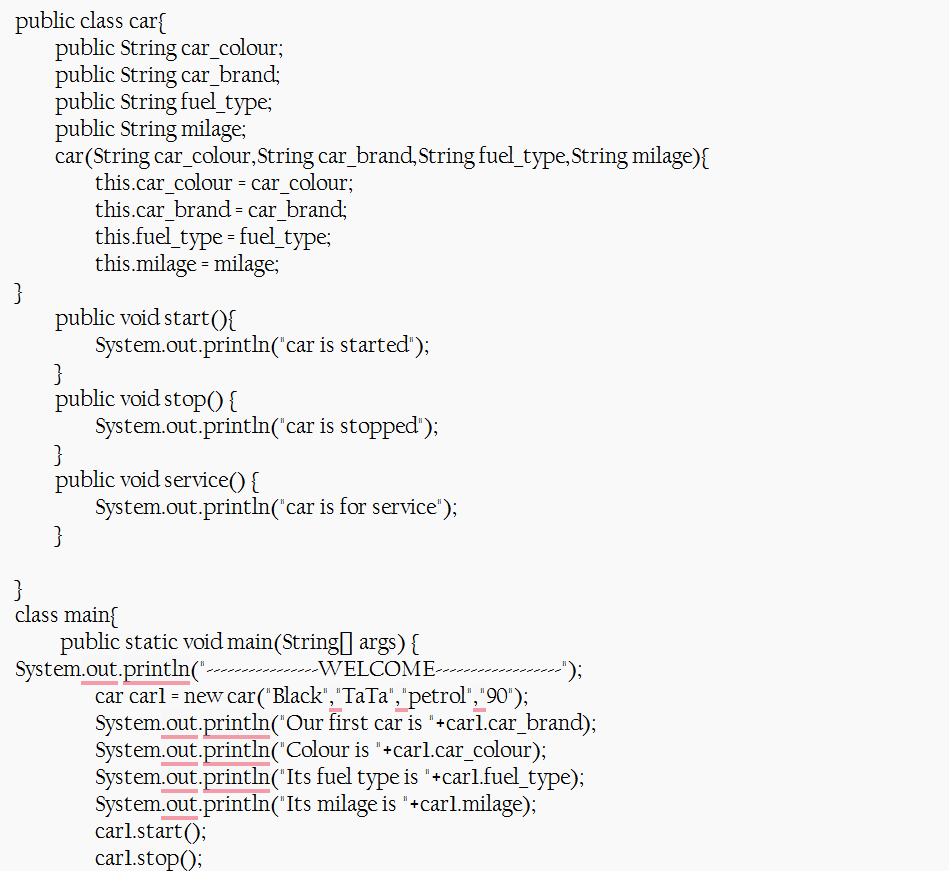 public class car{
public String car_colour;
public String car_brand;
public String fuel_type;
public String milage;
car(String car_colour,String car_brand,String fuel_type,String milage){
this.car_colour = car_colour;
this.car_brand = car_brand;
this.fuel_type = fuel_type;
this.milage = milage;
}
public void start(){
System.out.println("car is started");
}
public void stop() {
System.out.println("car is stopped");
}
public void service() {
System.out.println("car is for service");
}
}
class main{
public static void main(String[] args) {
System.out.println("----------------WELCOME------------------");
car car1 = new car("Black","TaTa","petrol","90");
System.out.println("Our first car is "+car1.car_brand);
System.out.println("Colour is "+car1.car_colour);
System.out.println("Its fuel type is "+car1.fuel_type);
System.out.println("Its milage is "+car1.milage);
car1.start();
car1.stop();